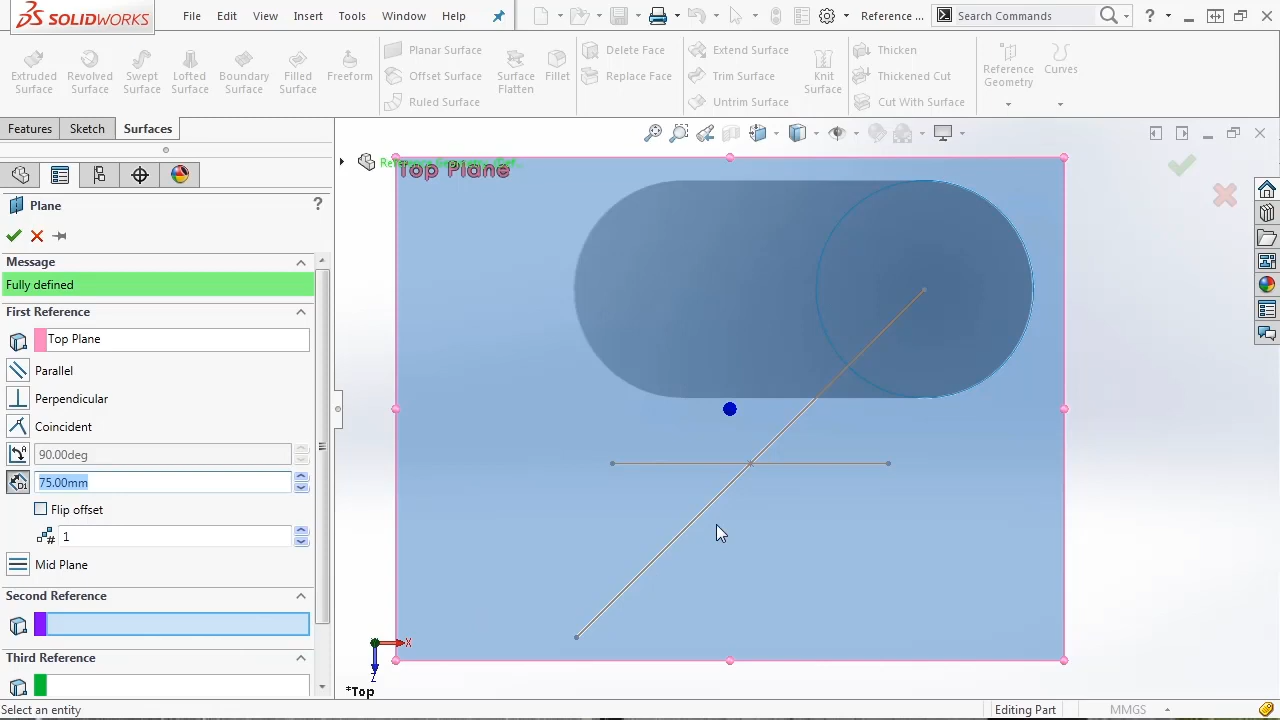 SOLIDWORKS File Edit View Insert Tools Window Help Reference ... Search Commands ?
Extruded Surface
Revolved Surface
Swept Surface
Lofted Surface
Boundary Surface
Filled Surface
Freeform
Planar Surface
Offset Surface
Ruled Surface
Surface Flatten
Fillet
Delete Face
Replace Face
Extend Surface
Trim Surface
Untrim Surface
Knit Surface
Thicken
Thickened Cut
Cut With Surface
Reference Geometry
Curves
Features Sketch Surfaces
Plane ?
Message
Fully defined
First Reference
Top Plane
Parallel
Perpendicular
Coincident
90.00deg
75.00mm
Flip offset
# 1
Mid Plane
Second Reference
Third Reference
Top Plane
X
Z
*Top
Select an entity Editing Part MMGS